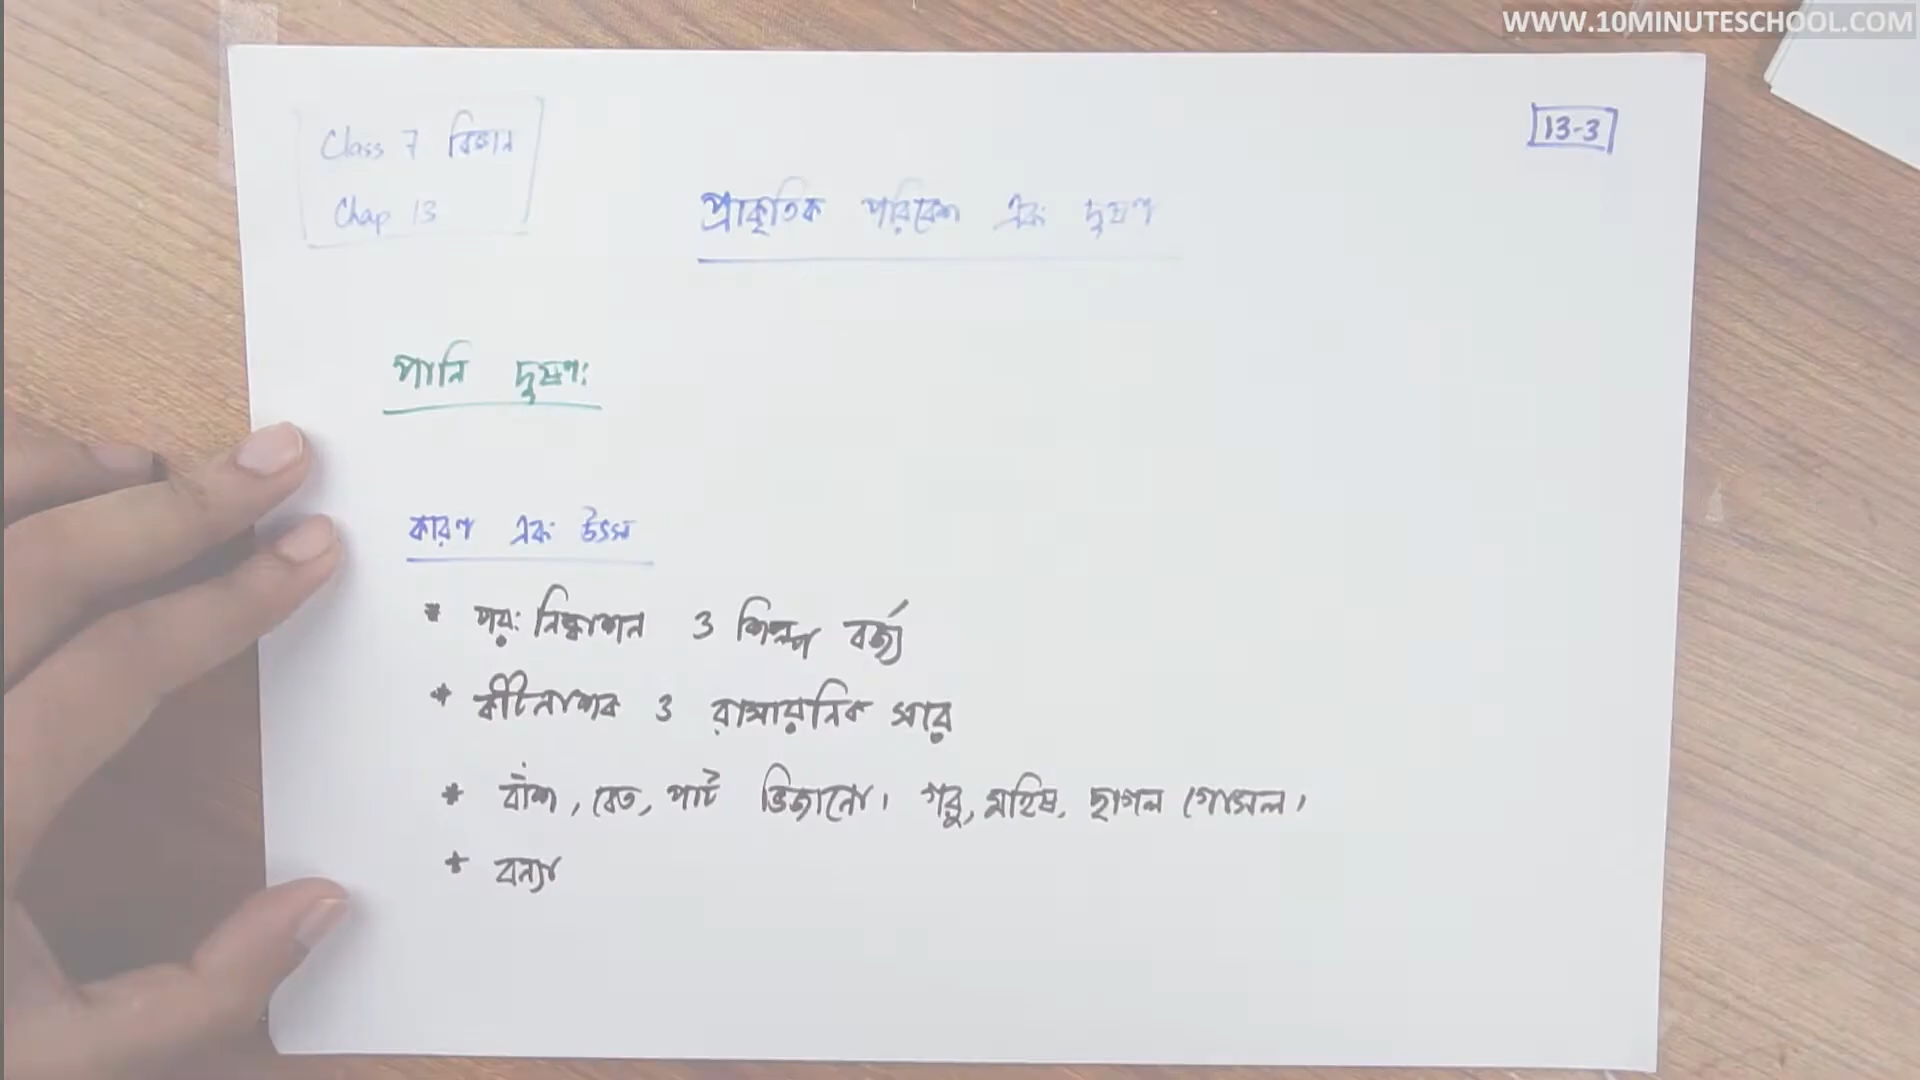 WWW.10MINUTESCHOOL.COM
13-3
Class 7 বিজ্ঞান
Chap 13
প্রাকৃতিক পরিবেশ এবং দূষণ
পানি দূষণ:
কারণ এবং উৎস
* পয়: নিষ্কাশন ও শিল্প বর্জ্য
* কীটনাশক ও রাসায়নিক সার
* বাঁশ, বেত, পাট ভিজানো। গরু, মহিষ, ছাগল গোসল।
* বন্যা